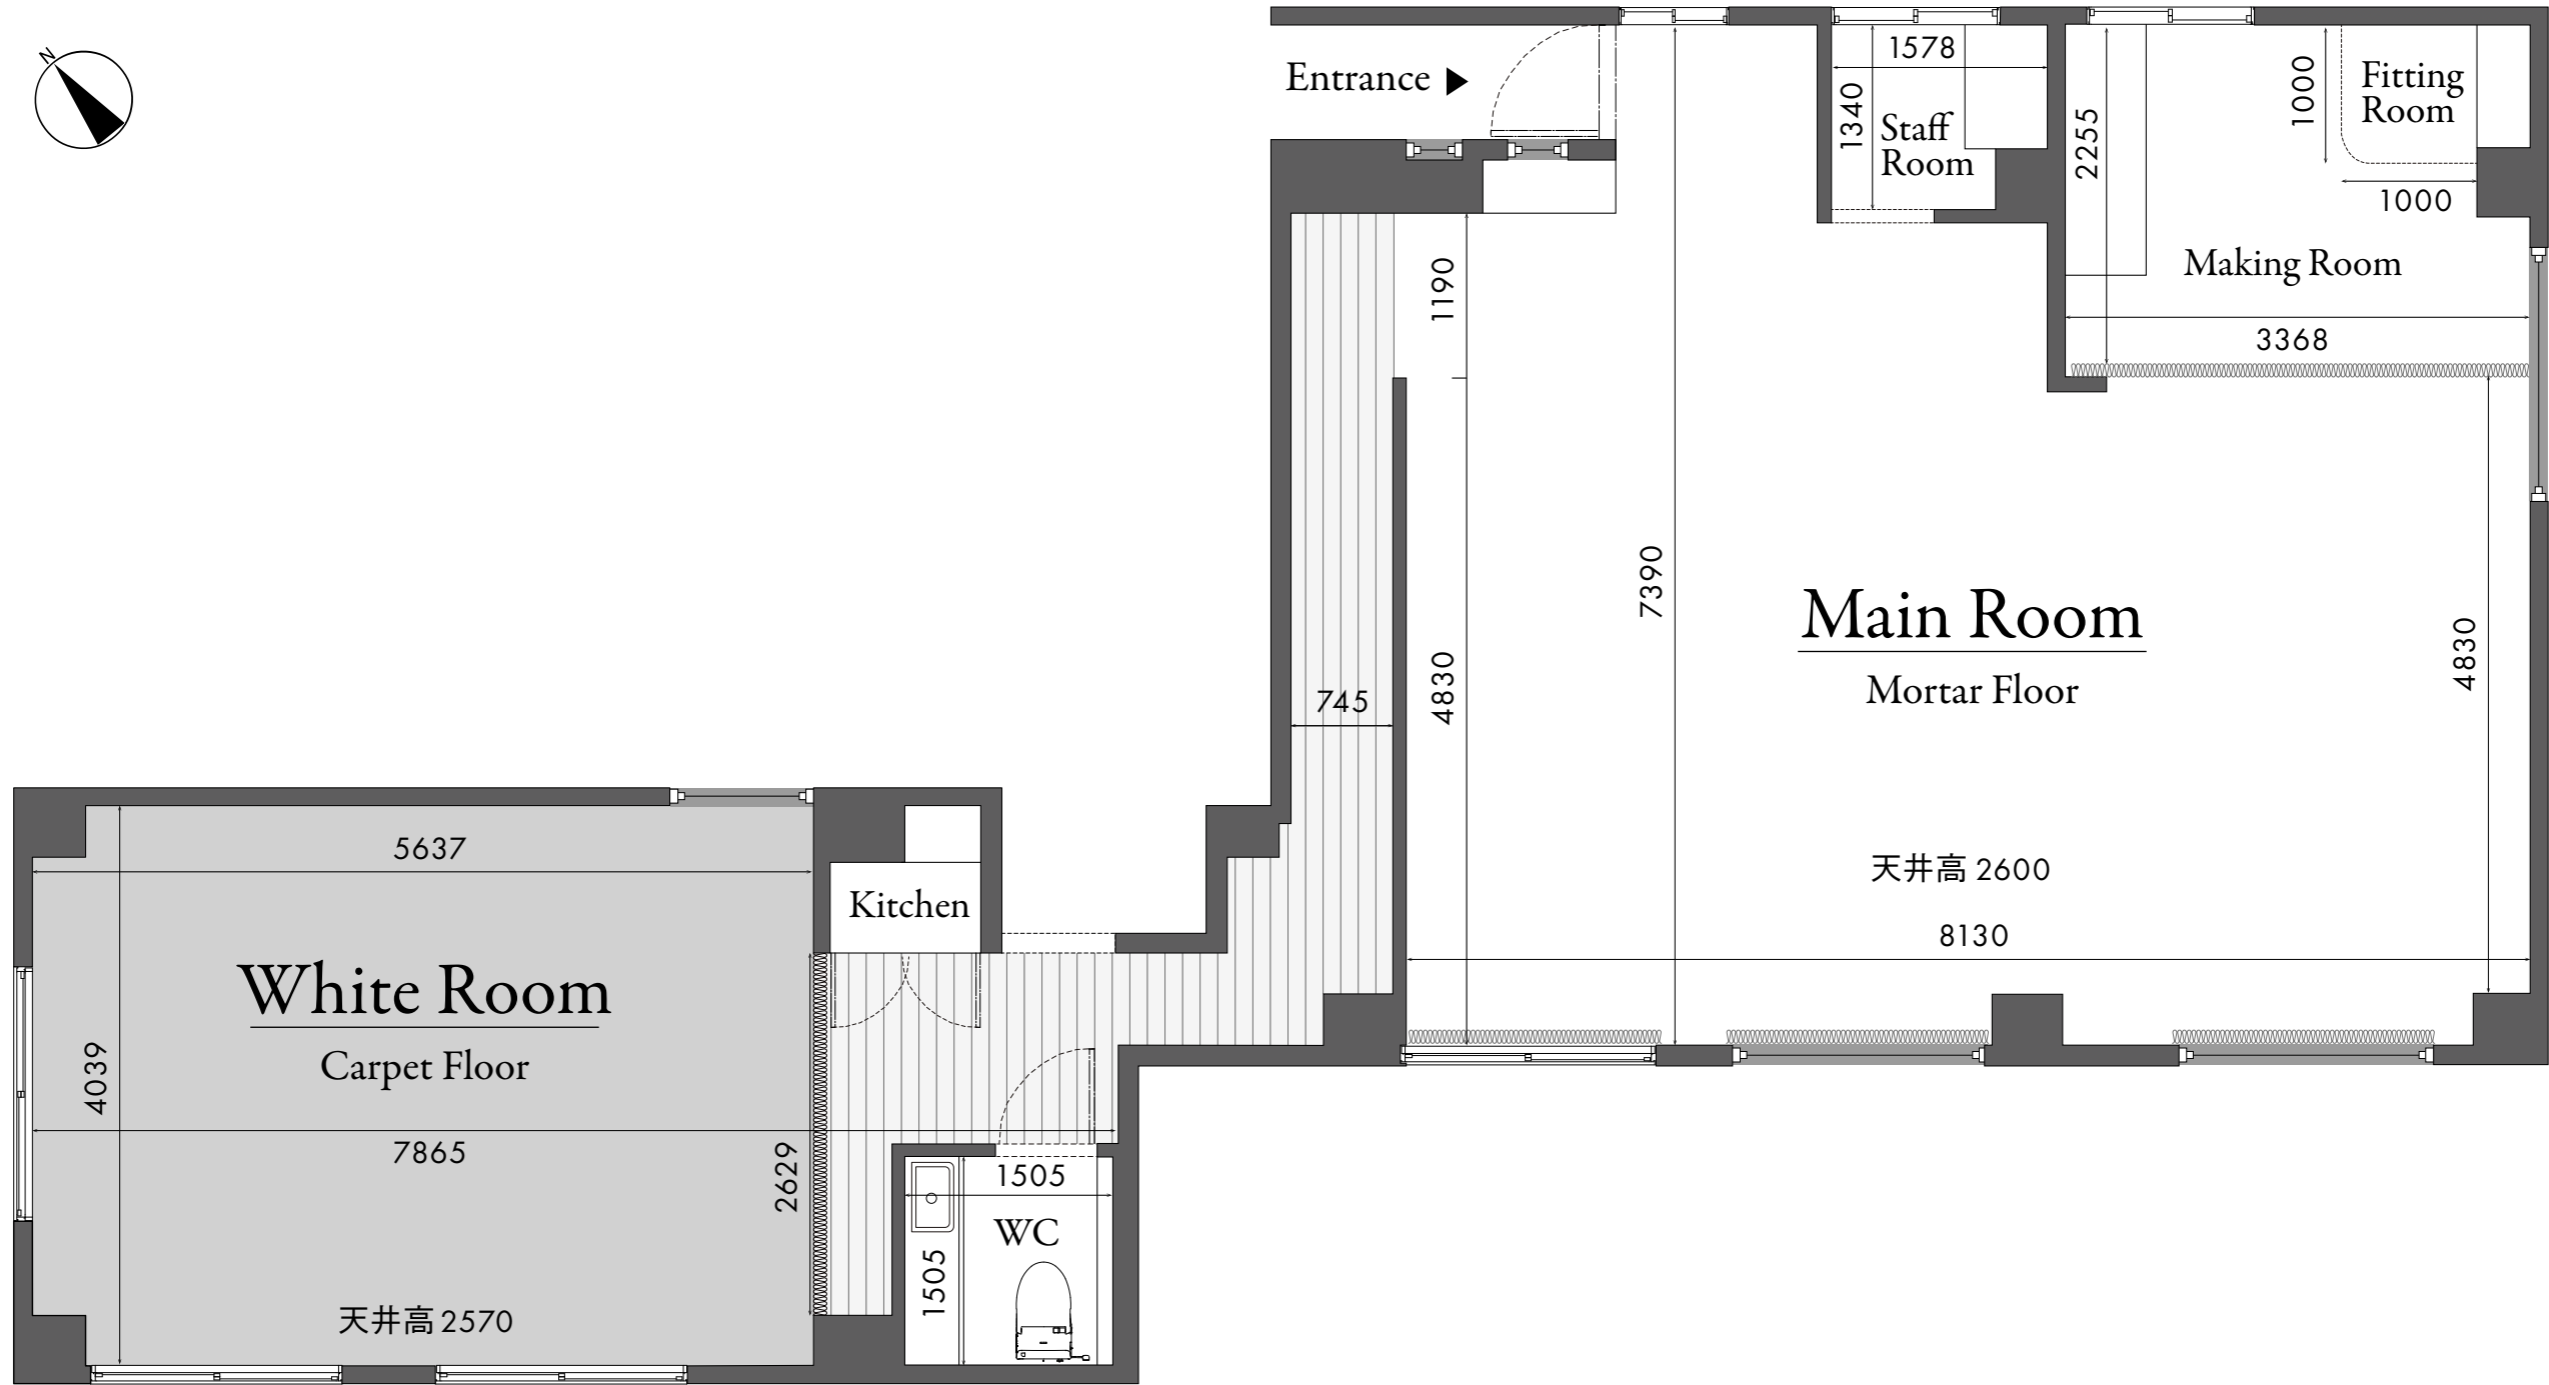 N
Entrance
1578
1340
Staff
Room
2255
1000
Fitting
Room
1000
Making Room
3368
1190
7390
4830
745
Main Room
Mortar Floor
4830
天井高 2600
8130
5637
Kitchen
White Room
Carpet Floor
4039
7865
2629
1505
WC
1505
天井高 2570